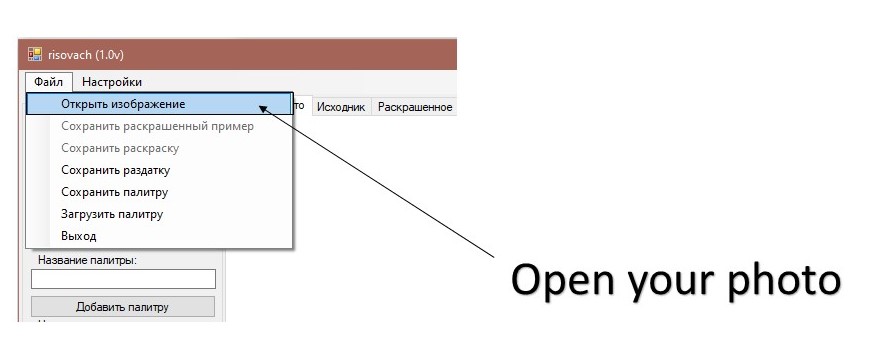 risovach (1.0v)
Файл Настройки
Открыть изображение
то Исходник Раскрашенное
Сохранить раскрашенный пример
Сохранить раскраску
Сохранить раздатку
Сохранить палитру
Загрузить палитру
Выход
Название палитры:
Добавить палитру
Open your photo